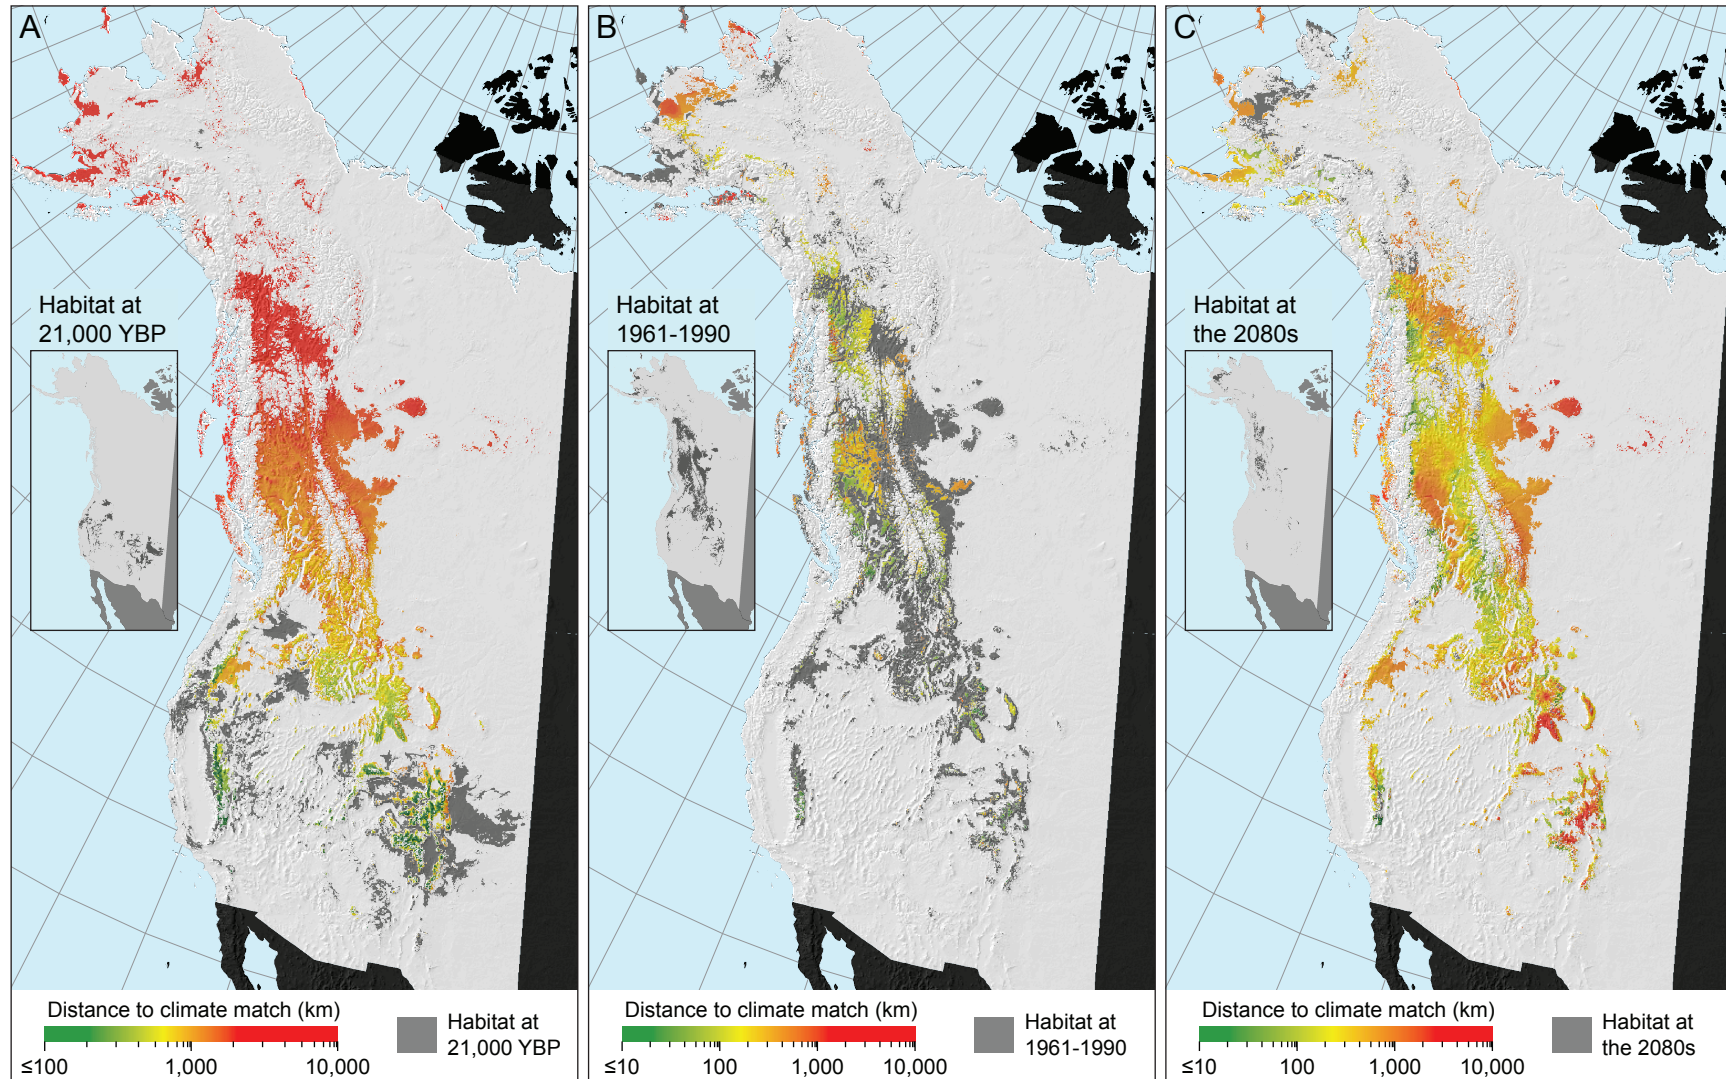 A
Habitat at
21,000 YBP
Distance to climate match (km)
≤100
1,000
10,000
Habitat at
21,000 YBP
B
Habitat at
1961-1990
Distance to climate match (km)
≤10
100
1,000
10,000
Habitat at
1961-1990
C
Habitat at
the 2080s
Distance to climate match (km)
≤10
100
1,000
10,000
Habitat at
the 2080s